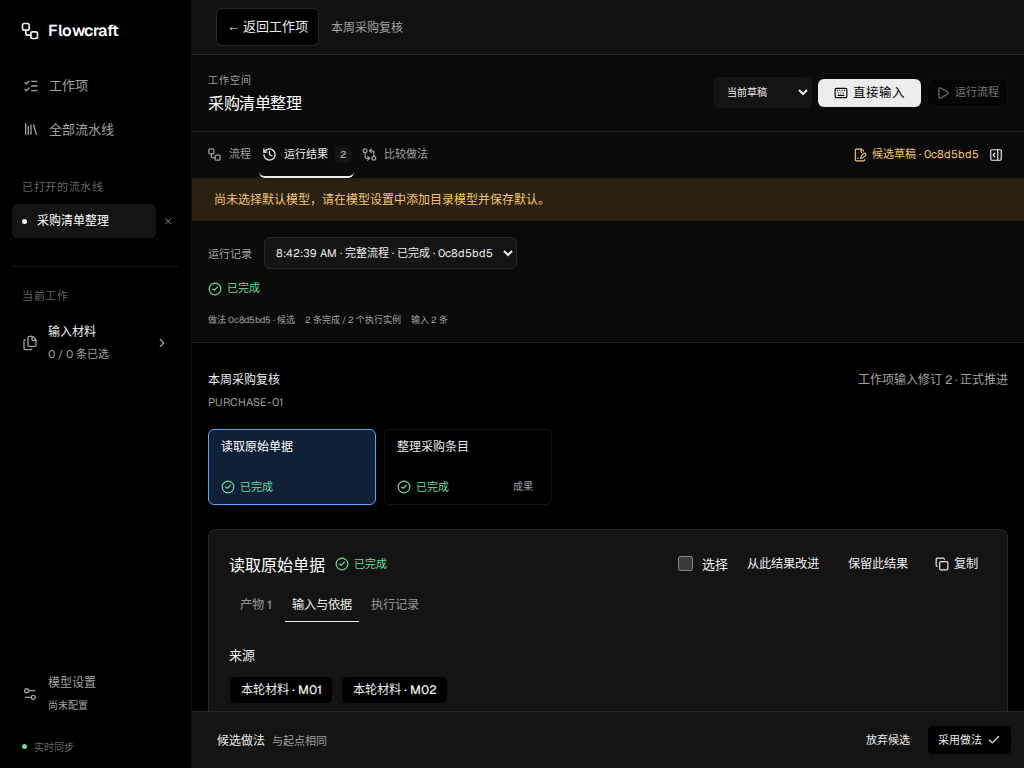 Flowcraft
← 返回工作项
本周采购复核
工作项
全部流水线
已打开的流水线
采购清单整理
×
当前工作
输入材料
0 / 0 条已选
模型设置
尚未配置
实时同步
工作空间
采购清单整理
当前草稿
直接输入
运行流程
流程
运行结果 2
比较做法
候选草稿 · 0c8d5bd5
尚未选择默认模型，请在模型设置中添加目录模型并保存默认。
运行记录
8:42:39 AM · 完整流程 · 已完成 · 0c8d5bd5
已完成
做法 0c8d5bd5 · 候选 2 条完成 / 2 个执行实例 输入 2 条
本周采购复核
工作项输入修订 2 · 正式推进
PURCHASE-01
读取原始单据
已完成
整理采购条目
已完成
成果
读取原始单据
已完成
选择
从此结果改进
保留此结果
复制
产物 1
输入与依据
执行记录
来源
本轮材料 · M01
本轮材料 · M02
候选做法 与起点相同
放弃候选
采用做法